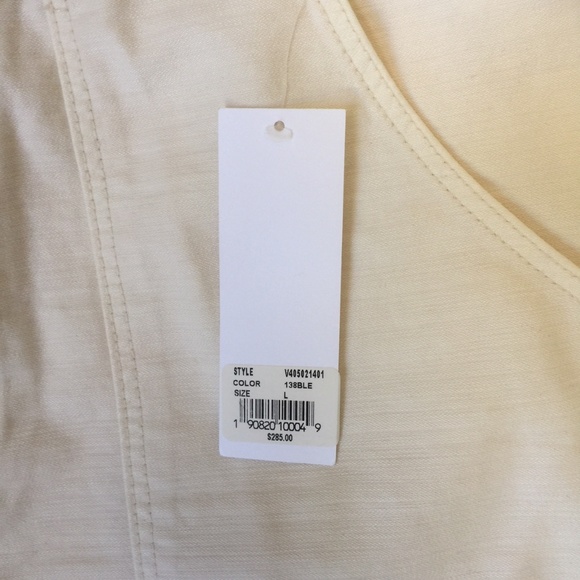 STYLE V405021401
COLOR 138BLE
SIZE L
1 90820 10004 9
$285.00